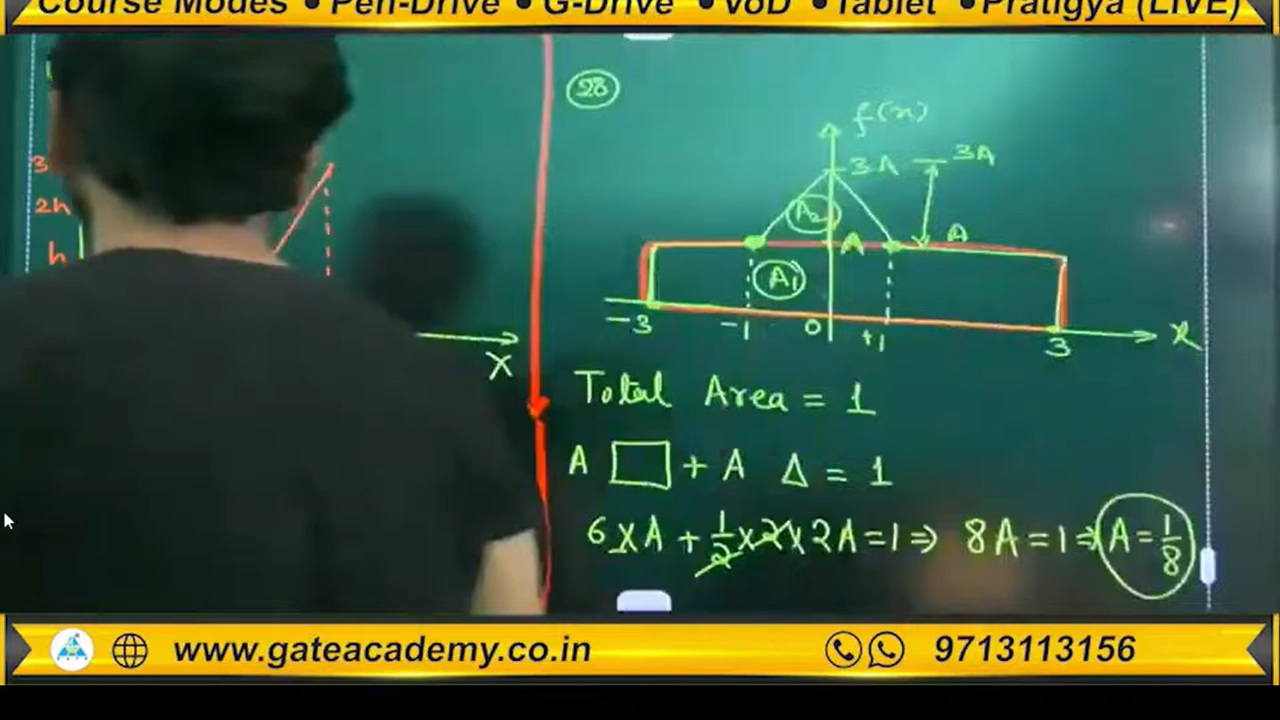 Course Modes • Pen-Drive • G-Drive • VoD • Tablet • Pratigya (LIVE)
28
f(x)
3
3A
3A
2h
A2
A
A
h
A1
-3
-1
0
+1
3
x
X
Total Area = 1
A □ + A Δ = 1
6×A + 1/2×2×2A=1⇒ 8A=1⇒ A=1/8
www.gateacademy.co.in
9713113156